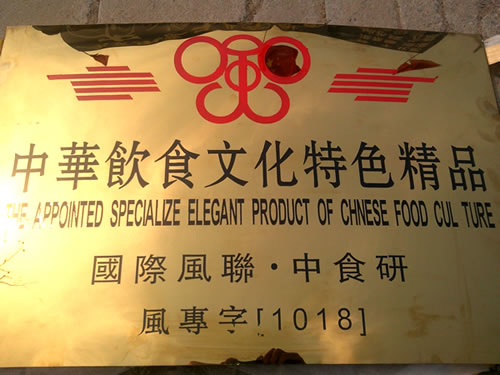 中華飲食文化特色精品
THE APPOINTED SPECIALIZE ELEGANT PRODUCT OF CHNESE FOOD CUL TURE
國際風聯·中食研
風專字[1018]